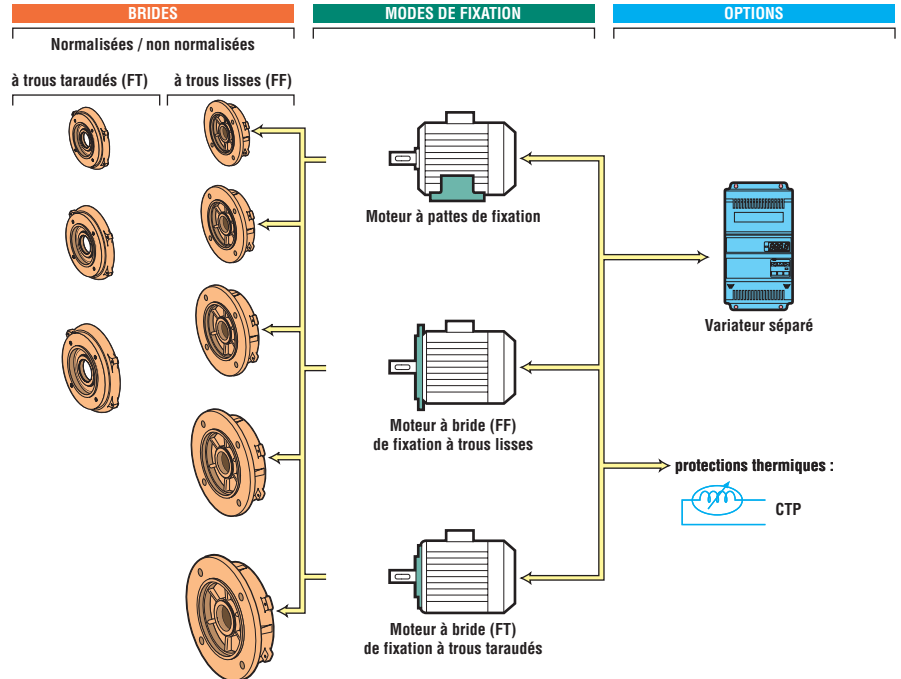 BRIDES
MODES DE FIXATION
OPTIONS
Normalisées / non normalisées
à trous taraudés (FT)
à trous lisses (FF)
Moteur à pattes de fixation
Variateur séparé
Moteur à bride (FF)
de fixation à trous lisses
protections thermiques :
CTP
Moteur à bride (FT)
de fixation à trous taraudés